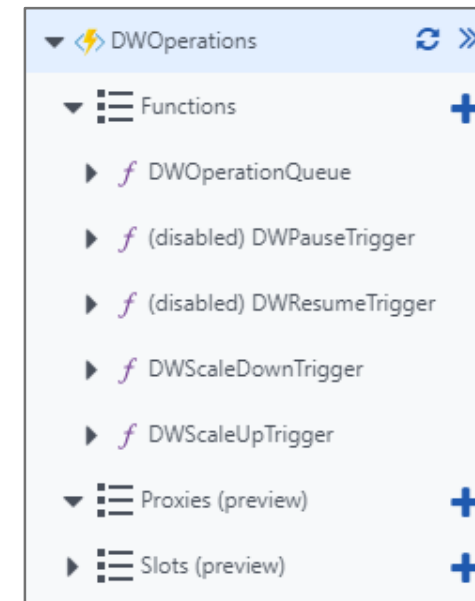 DWOperations
Functions
f DWOperationQueue
f (disabled) DWPauseTrigger
f (disabled) DWResumeTrigger
f DWScaleDownTrigger
f DWScaleUpTrigger
Proxies (preview)
Slots (preview)